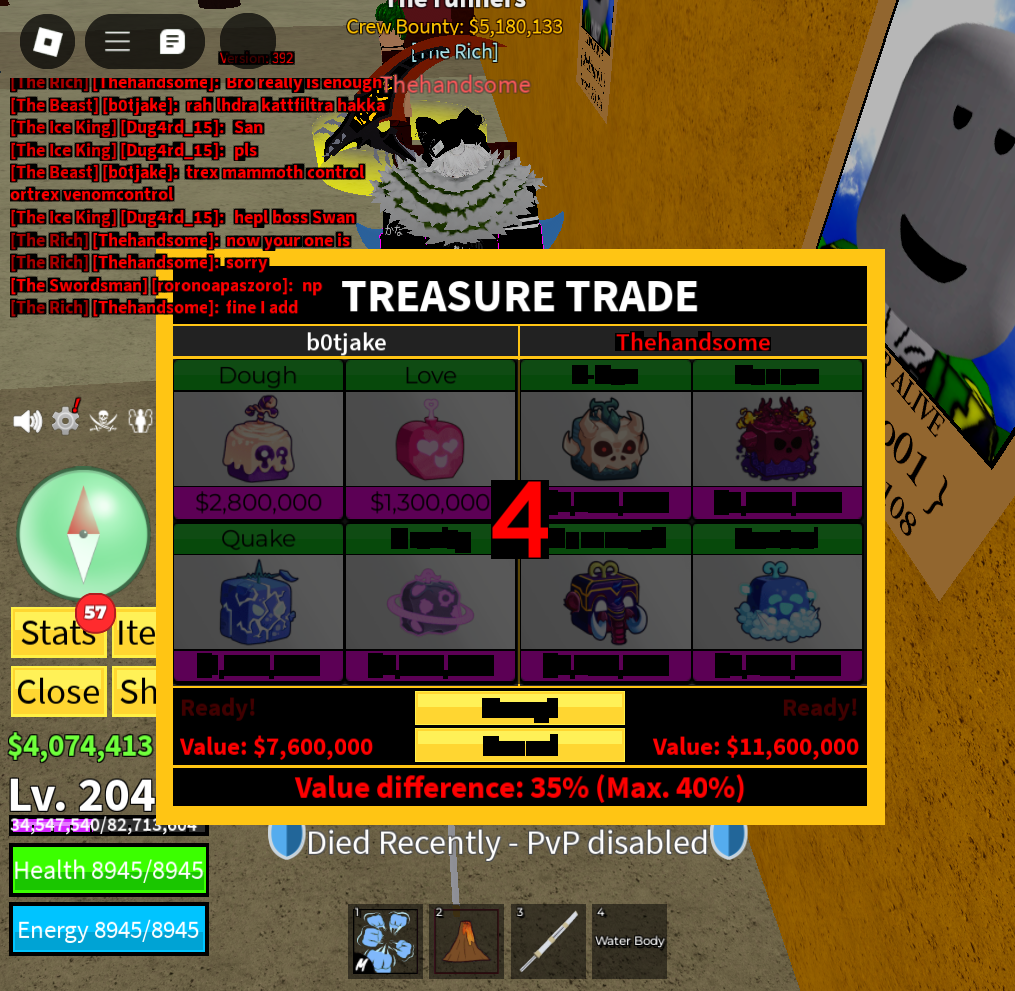 The runners
Crew Bounty: $5,180,133
[The Rich]
Thehandsome
Version: 392
[The Rich] [Thehandsome]: Bro really is enough?
[The Beast] [b0tjake]: rah lhdra kattfiltra hakka
[The Ice King] [Dug4rd_15]: San
[The Ice King] [Dug4rd_15]: pls
[The Beast] [b0tjake]: trex mammoth control
ortrex venomcontrol
[The Ice King] [Dug4rd_15]: hepl boss Swan
[The Rich] [Thehandsome]: now your one is
[The Rich] [Thehandsome]: sorry
[The Swordsman] [roronoapaszoro]: np
[The Rich] [Thehandsome]: fine I add
TREASURE TRADE
b0tjake
Thehandsome
Dough
Love
$2,800,000
$1,300,000
4
Quake
Ready!
Ready!
Value: $7,600,000
Value: $11,600,000
Value difference: 35% (Max. 40%)
ALIVE
001 }
108
!
57
Stats
Ite
Close
Sh
$4,074,413
Lv. 204
34,547,540/82,713,604
Health 8945/8945
Energy 8945/8945
Died Recently - PvP disabled
1
2
3
4
Water Body